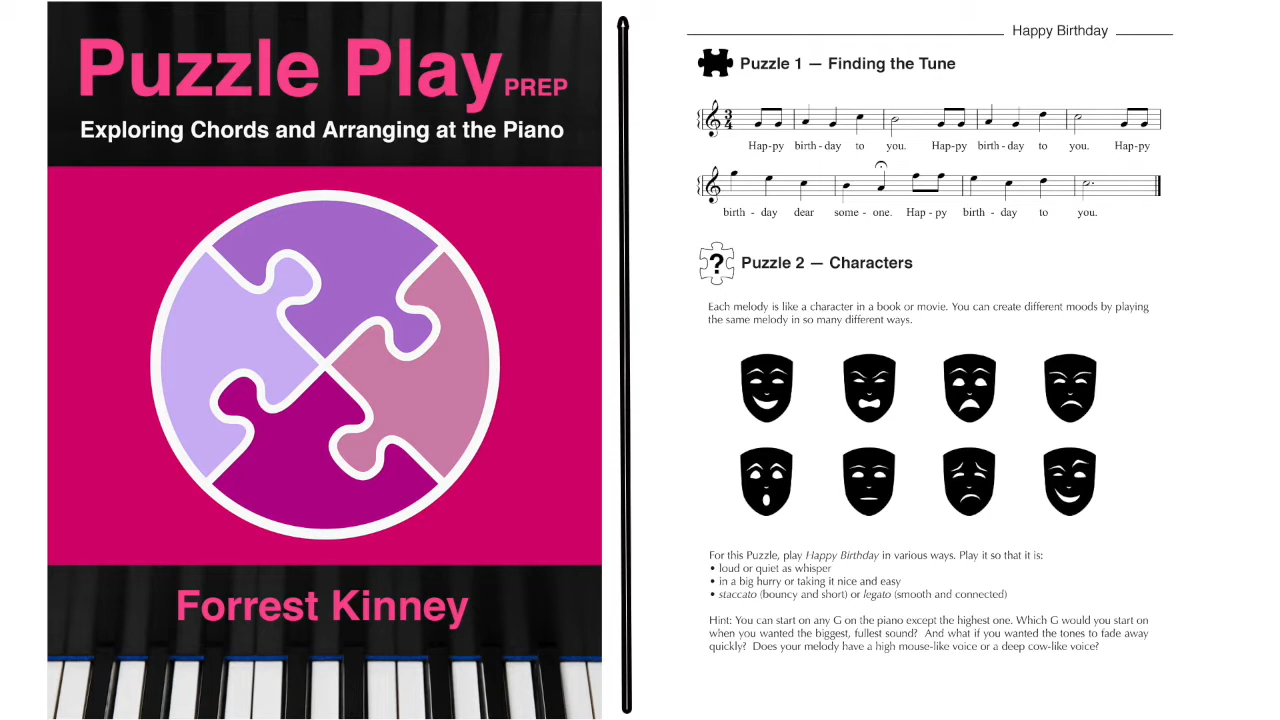 Puzzle Play PREP
Exploring Chords and Arranging at the Piano
Forrest Kinney
Happy Birthday
Puzzle 1 — Finding the Tune
3
4
Hap-py birth - day to you. Hap-py birth - day to you. Hap-py
birth - day dear some - one. Hap - py birth - day to you.
? Puzzle 2 — Characters
Each melody is like a character in a book or movie. You can create different moods by playing
the same melody in so many different ways.
For this Puzzle, play Happy Birthday in various ways. Play it so that it is:
• loud or quiet as whisper
• in a big hurry or taking it nice and easy
• staccato (bouncy and short) or legato (smooth and connected)
Hint: You can start on any G on the piano except the highest one. Which G would you start on
when you wanted the biggest, fullest sound? And what if you wanted the tones to fade away
quickly? Does your melody have a high mouse-like voice or a deep cow-like voice?